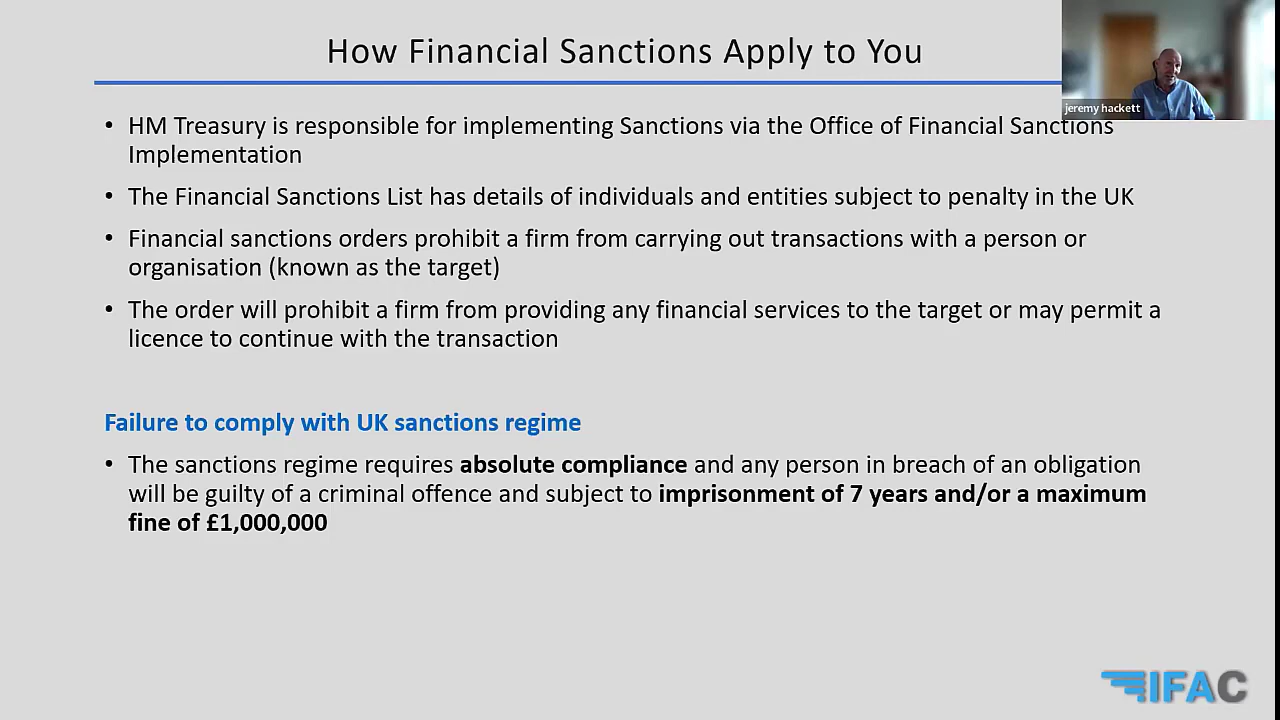 How Financial Sanctions Apply to You
jeremy hackett
• HM Treasury is responsible for implementing Sanctions via the Office of Financial Sanctions
Implementation
• The Financial Sanctions List has details of individuals and entities subject to penalty in the UK
• Financial sanctions orders prohibit a firm from carrying out transactions with a person or
organisation (known as the target)
• The order will prohibit a firm from providing any financial services to the target or may permit a
licence to continue with the transaction
Failure to comply with UK sanctions regime
• The sanctions regime requires absolute compliance and any person in breach of an obligation
will be guilty of a criminal offence and subject to imprisonment of 7 years and/or a maximum
fine of £1,000,000
IFAC